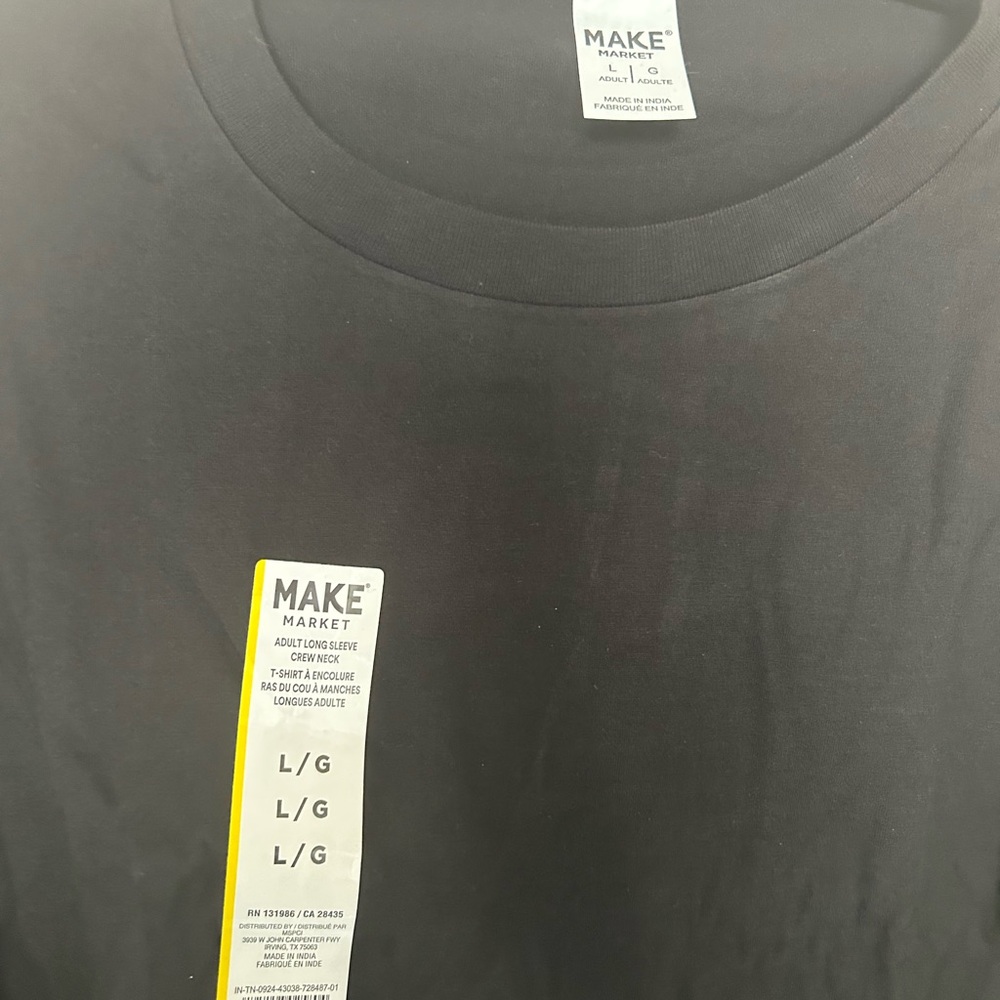 MAKE®
MARKET
L | G
ADULT | ADULTE
MADE IN INDIA
FABRIQUÉ EN INDE
MAKE®
MARKET
ADULT LONG SLEEVE
CREW NECK
T-SHIRT À ENCOLURE
RAS DU COU À MANCHES
LONGUES ADULTE
L/G
L/G
L/G
RN 131986 / CA 28435
DISTRIBUTED BY / DISTRIBUÉ PAR
MSPCI
3939 W JOHN CARPENTER FWY
IRVING, TX 75063
MADE IN INDIA
FABRIQUÉ EN INDE
IN-TN-0924-43038-728487-01